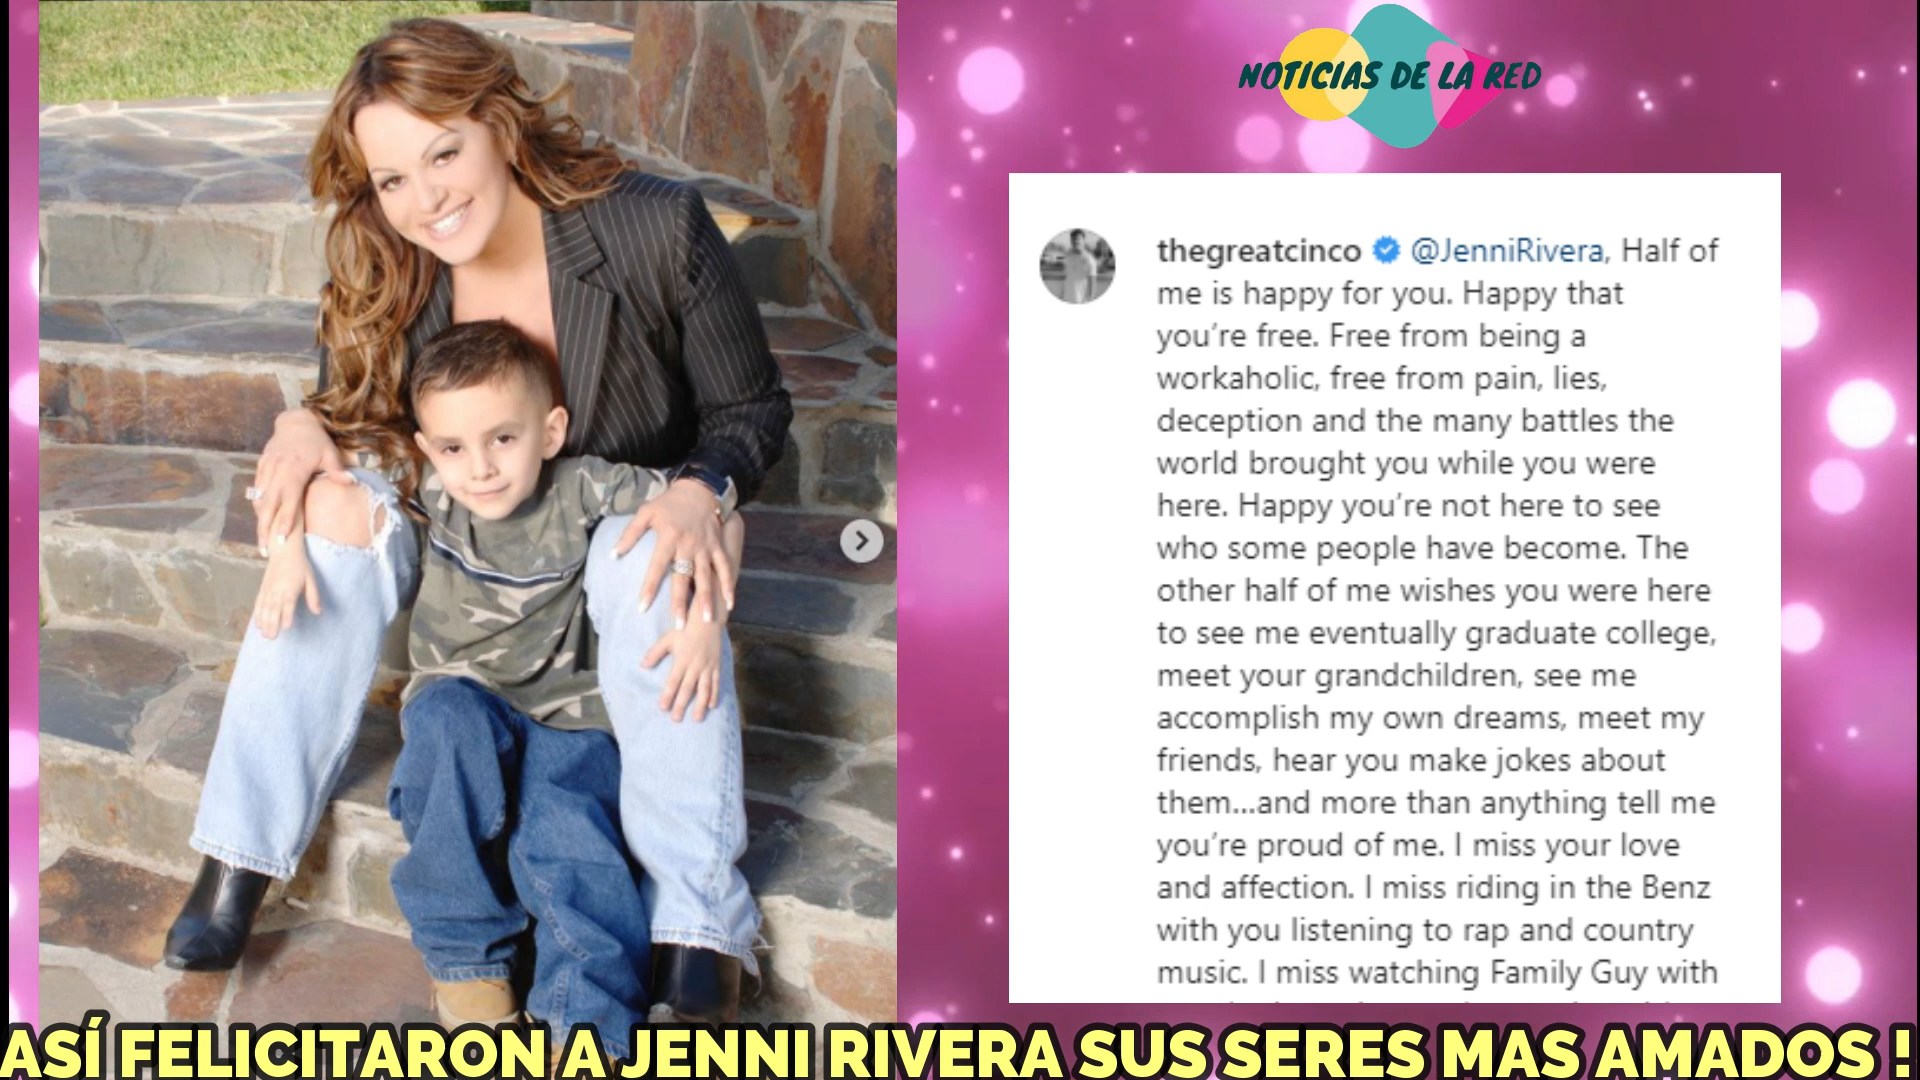 NOTICIAS DE LA RED
thegreatcinco @JenniRivera, Half of
me is happy for you. Happy that
you’re free. Free from being a
workaholic, free from pain, lies,
deception and the many battles the
world brought you while you were
here. Happy you’re not here to see
who some people have become. The
other half of me wishes you were here
to see me eventually graduate college,
meet your grandchildren, see me
accomplish my own dreams, meet my
friends, hear you make jokes about
them...and more than anything tell me
you’re proud of me. I miss your love
and affection. I miss riding in the Benz
with you listening to rap and country
music. I miss watching Family Guy with
ASÍ FELICITARON A JENNI RIVERA SUS SERES MAS AMADOS !